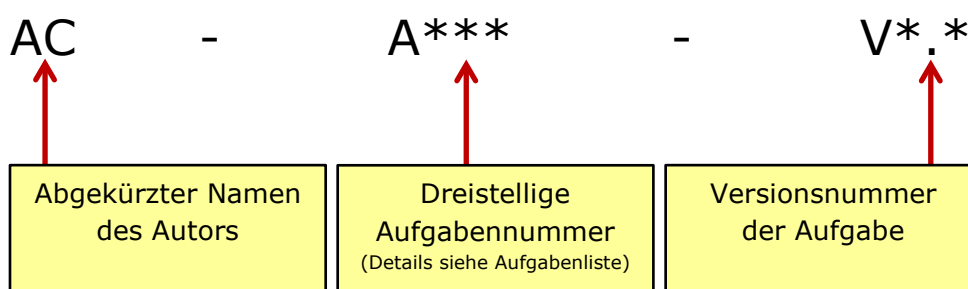 AC - A*** - V*.*
Abgekürzter Namen
des Autors
Dreistellige
Aufgabennummer
(Details siehe Aufgabenliste)
Versionsnummer
der Aufgabe